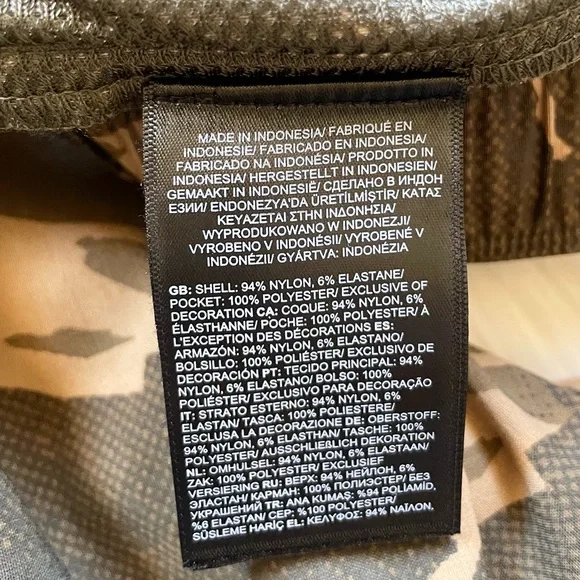 MADE IN INDONESIA/ FABRIQUÉ EN
INDONESIE/ FABRICADO EN INDONESIA/
FABRICADO NA INDONÉSIA/ PRODOTTO IN
INDONESIA/ HERGESTELLT IN INDONESIEN/
GEMAAKT IN INDONESIË/ СДЕЛАНО В ИНДОН
ЕЗИИ/ ENDONEZYA'DA ÜRETİLMİŞTİR/ ΚΑΤΑΣ
ΚΕΥΑΖΕΤΑΙ ΣΤΗΝ ΙΝΔΟΝΗΣΙΑ/
WYPRODUKOWANO W INDONEZJI/
VYROBENO V INDONÉSII/ VYROBENÉ V
INDONÉZII/ GYÁRTVA: INDONÉZIA
GB: SHELL: 94% NYLON, 6% ELASTANE/
POCKET: 100% POLYESTER/ EXCLUSIVE OF
DECORATION CA: COQUE: 94% NYLON, 6%
ÉLASTHANNE/ POCHE: 100% POLYESTER/ À
L'EXCEPTION DES DÉCORATIONS ES:
ARMAZÓN: 94% NYLON, 6% ELASTANO/
BOLSILLO: 100% POLIÉSTER/ EXCLUSIVO DE
DECORACIÓN PT: TECIDO PRINCIPAL: 94%
NYLON, 6% ELASTANO/ BOLSO: 100%
POLIÉSTER/ EXCLUSIVO PARA DECORAÇÃO
IT: STRATO ESTERNO: 94% NYLON, 6%
ELASTAN/ TASCA: 100% POLIESTERE/
ESCLUSA LA DECORAZIONE DE: OBERSTOFF:
94% NYLON, 6% ELASTHAN/ TASCHE: 100%
POLYESTER/ AUSSCHLIEßLICH DEKORATION
NL: OMHULSEL: 94% NYLON, 6% ELASTAAN/
ZAK: 100% POLYESTER/ EXCLUSIEF
VERSIERING RU: ВЕРХ: 94% НЕЙЛОН, 6%
ЭЛАСТАН/ КАРМАН: 100% ПОЛИЭСТЕР/ БЕЗ
УКРАШЕНИЙ TR: ANA KUMAŞ: %94 POLİAMİD,
%6 ELASTAN/ CEP: %100 POLYESTER/
SÜSLEME HARİÇ EL: ΚΕΛΥΦΟΣ: 94% ΝΑΪΛΟΝ,